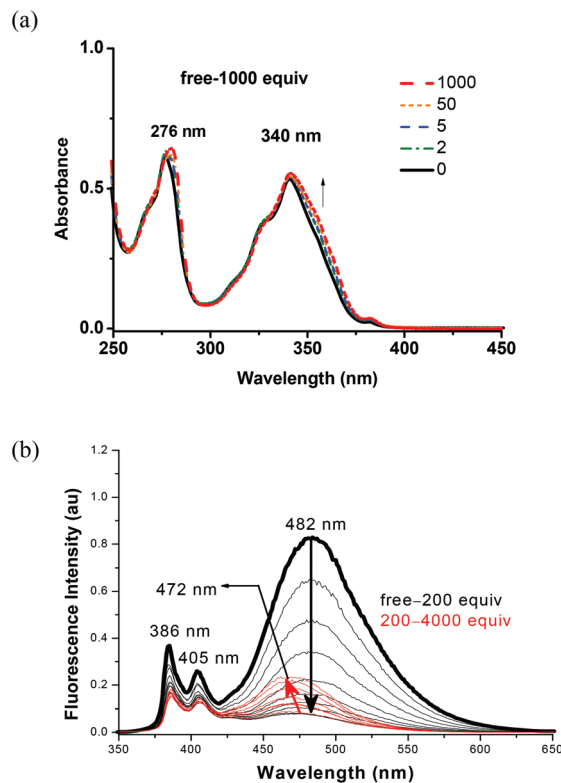 (a)
1.0
0.5
0.0
250
300
350
400
450
Absorbance
Wavelength (nm)
free-1000 equiv
276 nm
340 nm
1000
50
5
2
0
(b)
1.2
1.0
0.8
0.6
0.4
0.2
0.0
350
400
450
500
550
600
650
Fluorescence Intensity (au)
Wavelength (nm)
482 nm
472 nm
386 nm
405 nm
free–200 equiv
200–4000 equiv